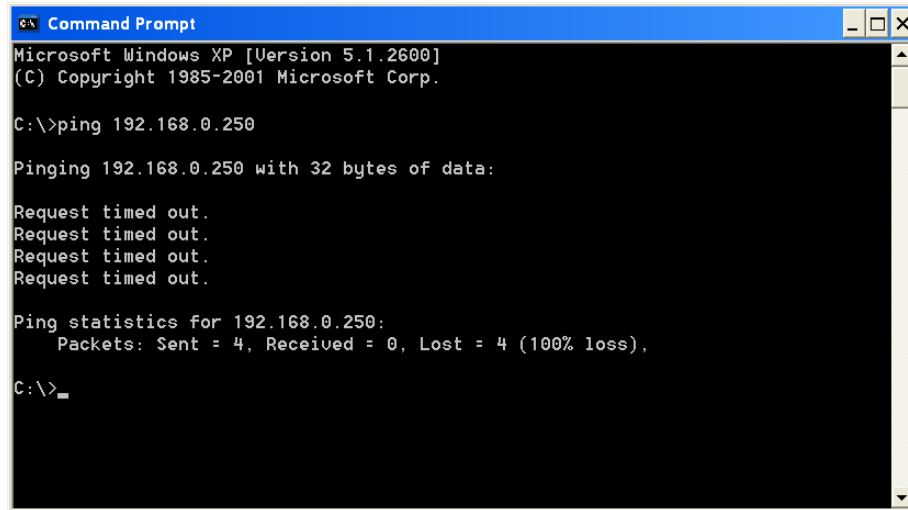 Command Prompt
Microsoft Windows XP [Version 5.1.2600]
(C) Copyright 1985-2001 Microsoft Corp.
C:\>ping 192.168.0.250
Pinging 192.168.0.250 with 32 bytes of data:
Request timed out.
Request timed out.
Request timed out.
Request timed out.
Ping statistics for 192.168.0.250:
    Packets: Sent = 4, Received = 0, Lost = 4 (100% loss),
C:\>_